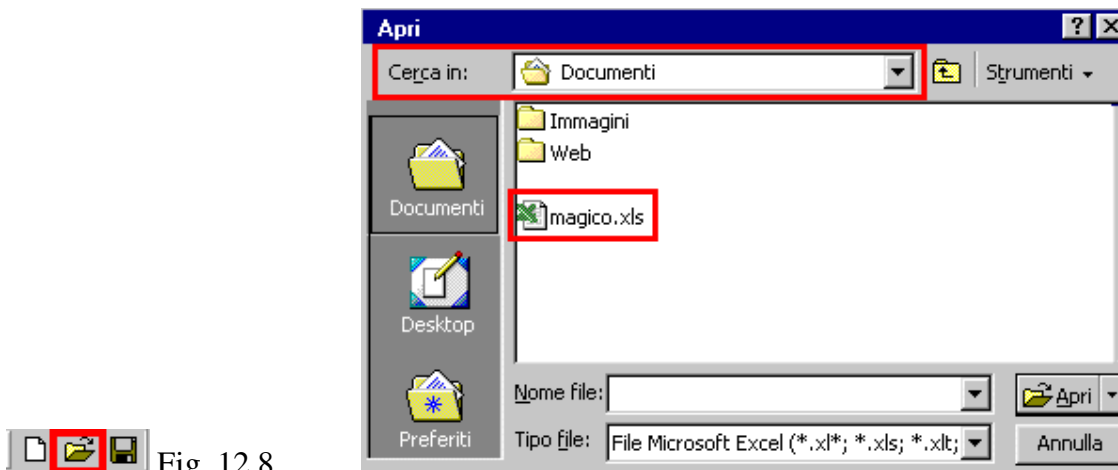 Apri
Cerca in: Documenti Strumenti
Immagini
Web
magico.xls
Documenti
Desktop
Preferiti
Nome file: Apri
Tipo file: File Microsoft Excel (*.xl*; *.xls; *.xlt; Annulla
Fig. 12.8